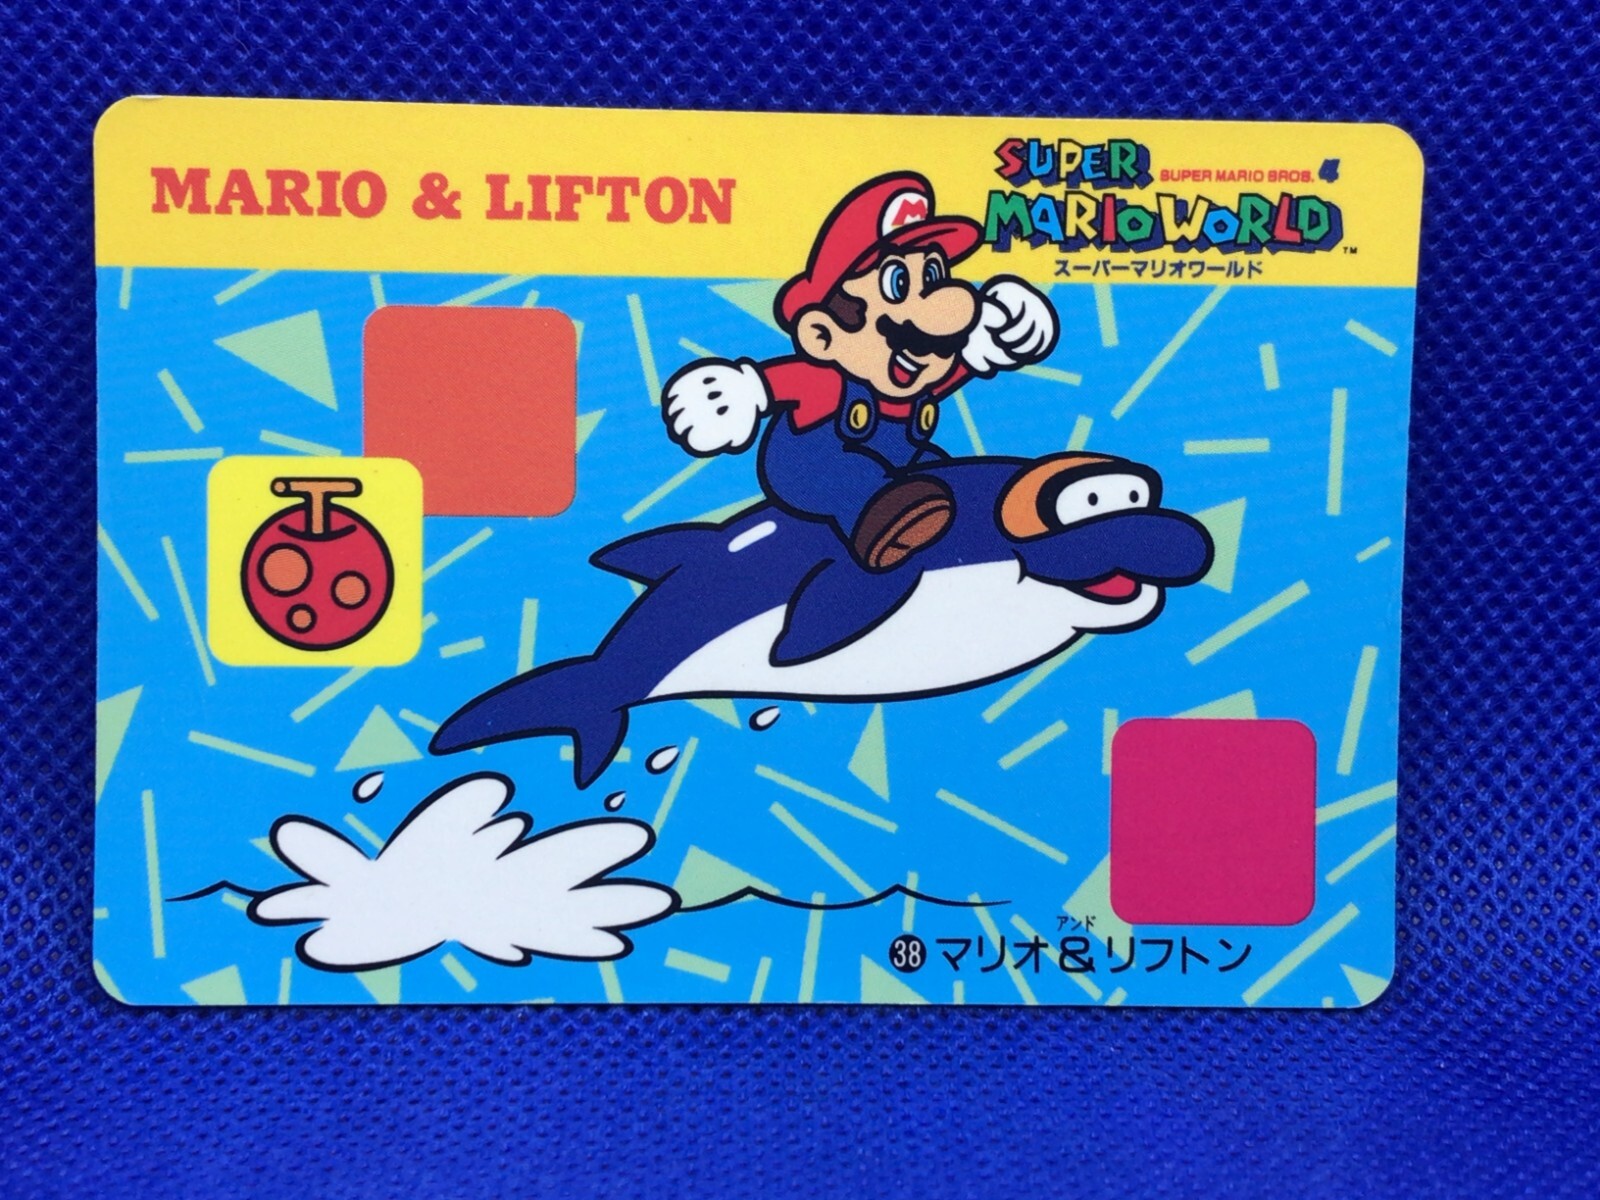 MARIO & LIFTON
SUPER SUPER MARIO BROS. 4
MARIO WORLD TM
スーパーマリオワールド
M
アンド
38 マリオ&リフトン